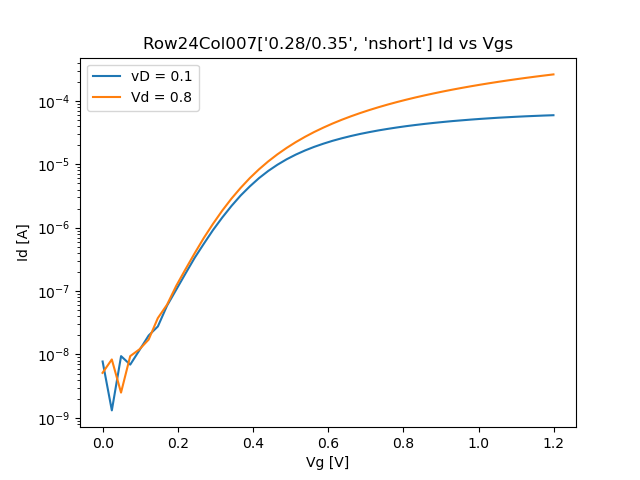 Row24Col007['0.28/0.35', 'nshort'] Id vs Vgs
vD = 0.1
Vd = 0.8
Id [A]
10⁻⁴
10⁻⁵
10⁻⁶
10⁻⁷
10⁻⁸
10⁻⁹
0.0 0.2 0.4 0.6 0.8 1.0 1.2
Vg [V]